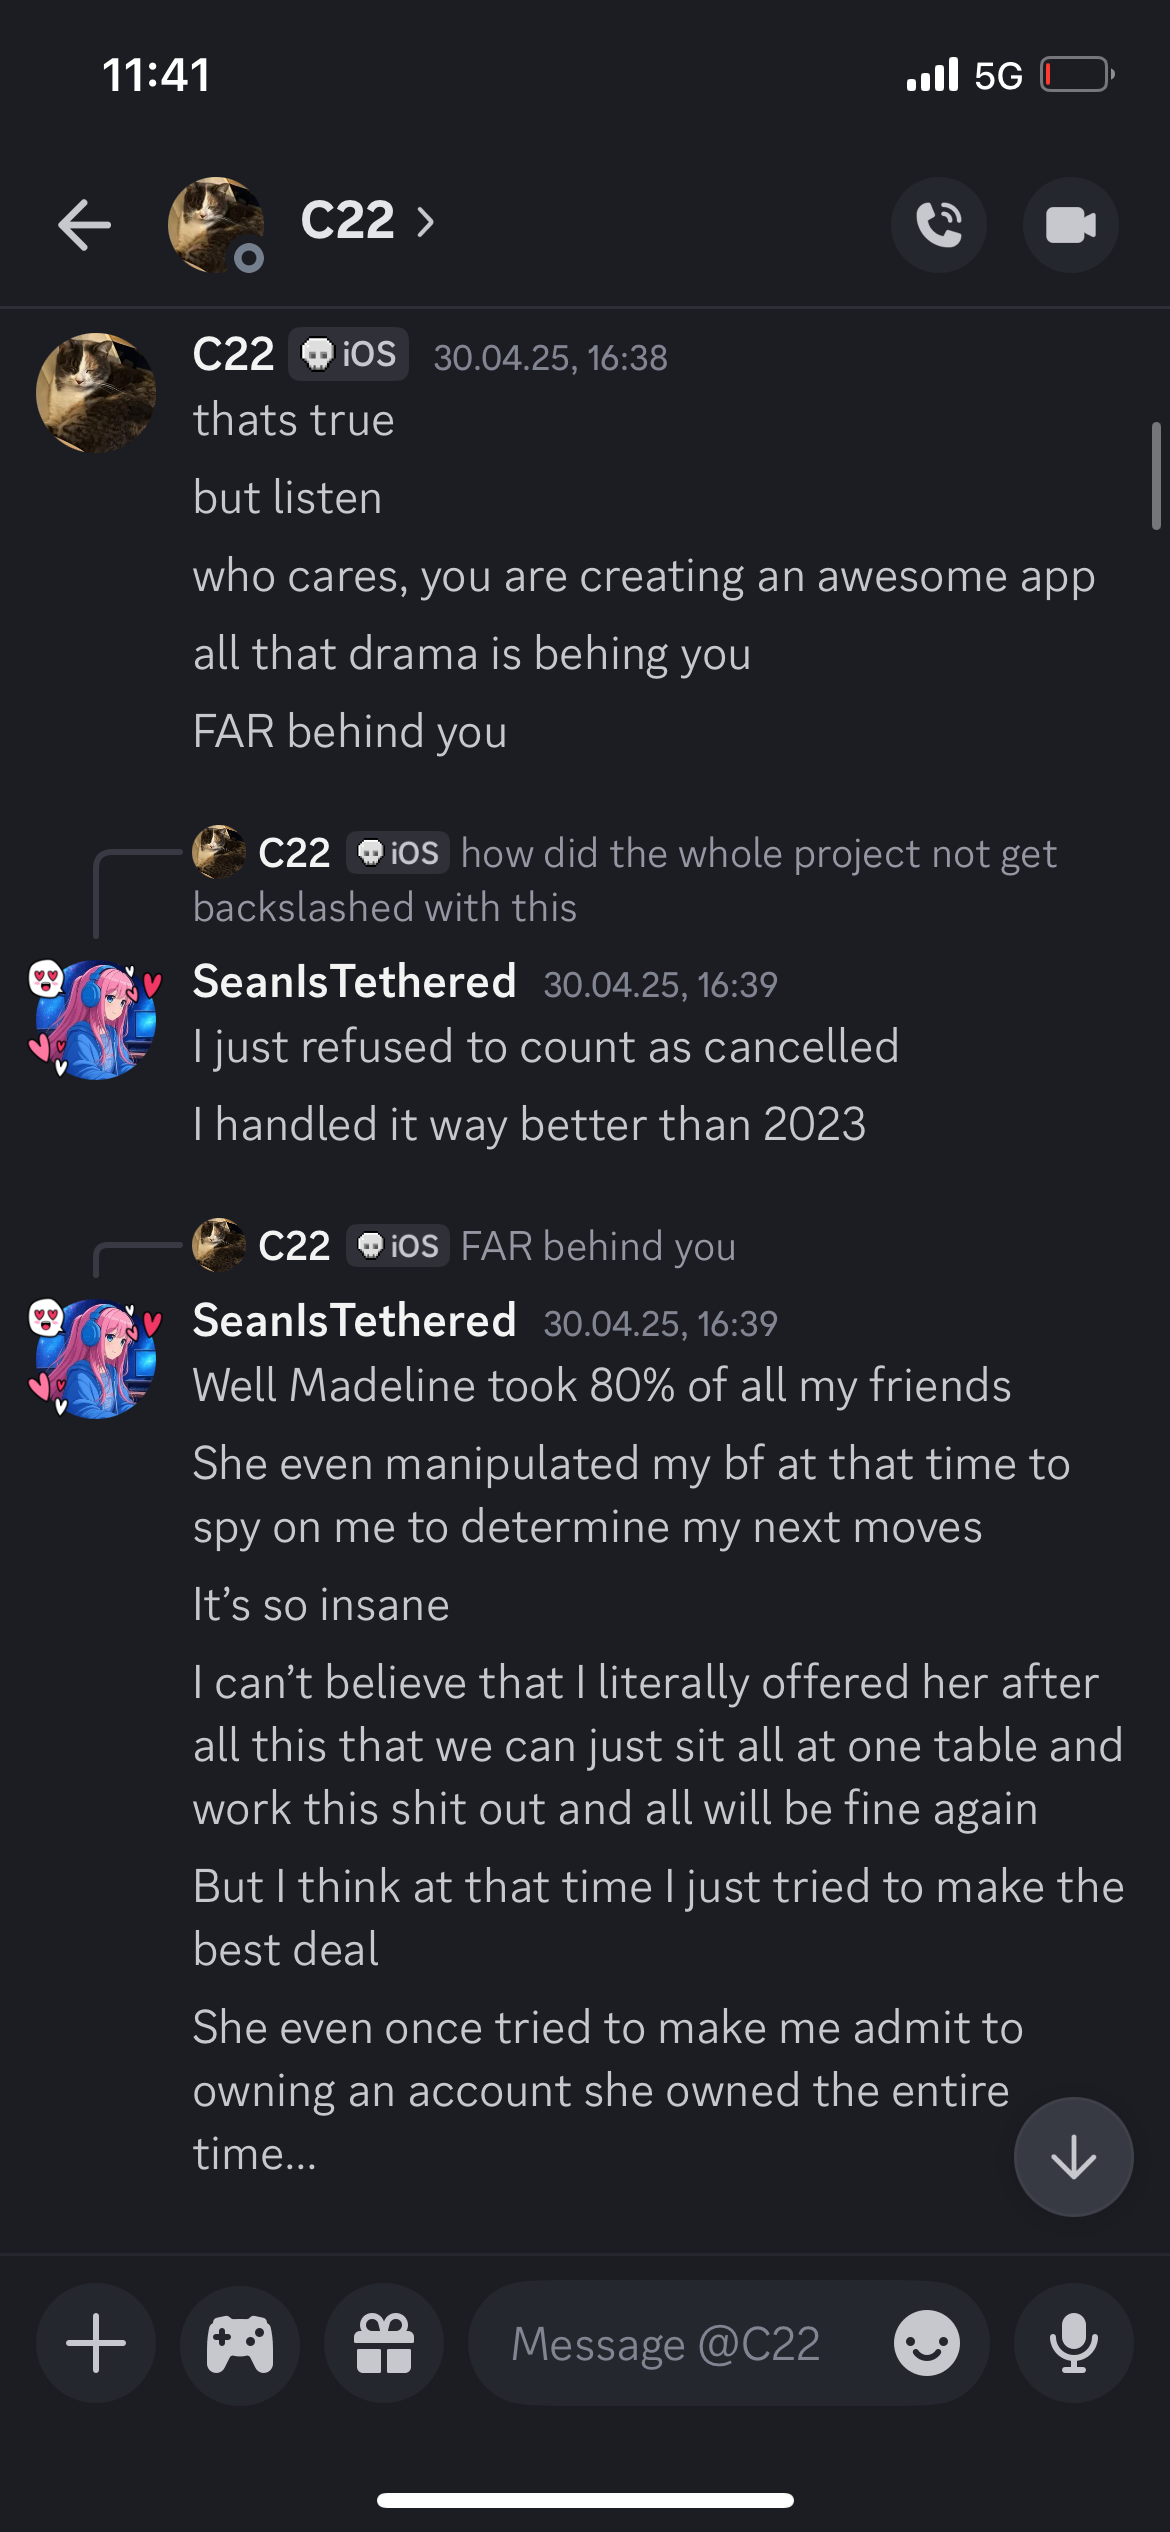 11:41
5G
C22
C22 iOS 30.04.25, 16:38
thats true
but listen
who cares, you are creating an awesome app
all that drama is behing you
FAR behind you
C22 iOS how did the whole project not get
backslashed with this
SeanIsTethered 30.04.25, 16:39
I just refused to count as cancelled
I handled it way better than 2023
C22 iOS FAR behind you
SeanIsTethered 30.04.25, 16:39
Well Madeline took 80% of all my friends
She even manipulated my bf at that time to
spy on me to determine my next moves
It’s so insane
I can’t believe that I literally offered her after
all this that we can just sit all at one table and
work this shit out and all will be fine again
But I think at that time I just tried to make the
best deal
She even once tried to make me admit to
owning an account she owned the entire
time...
Message @C22